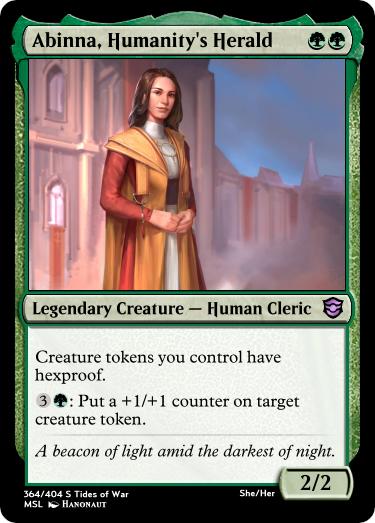 Abinna, Humanity's Herald
Legendary Creature — Human Cleric
Creature tokens you control have
hexproof.
3: Put a +1/+1 counter on target
creature token.
A beacon of light amid the darkest of night.
2/2
364/404 S Tides of War
She/Her
MSL Hanonaut